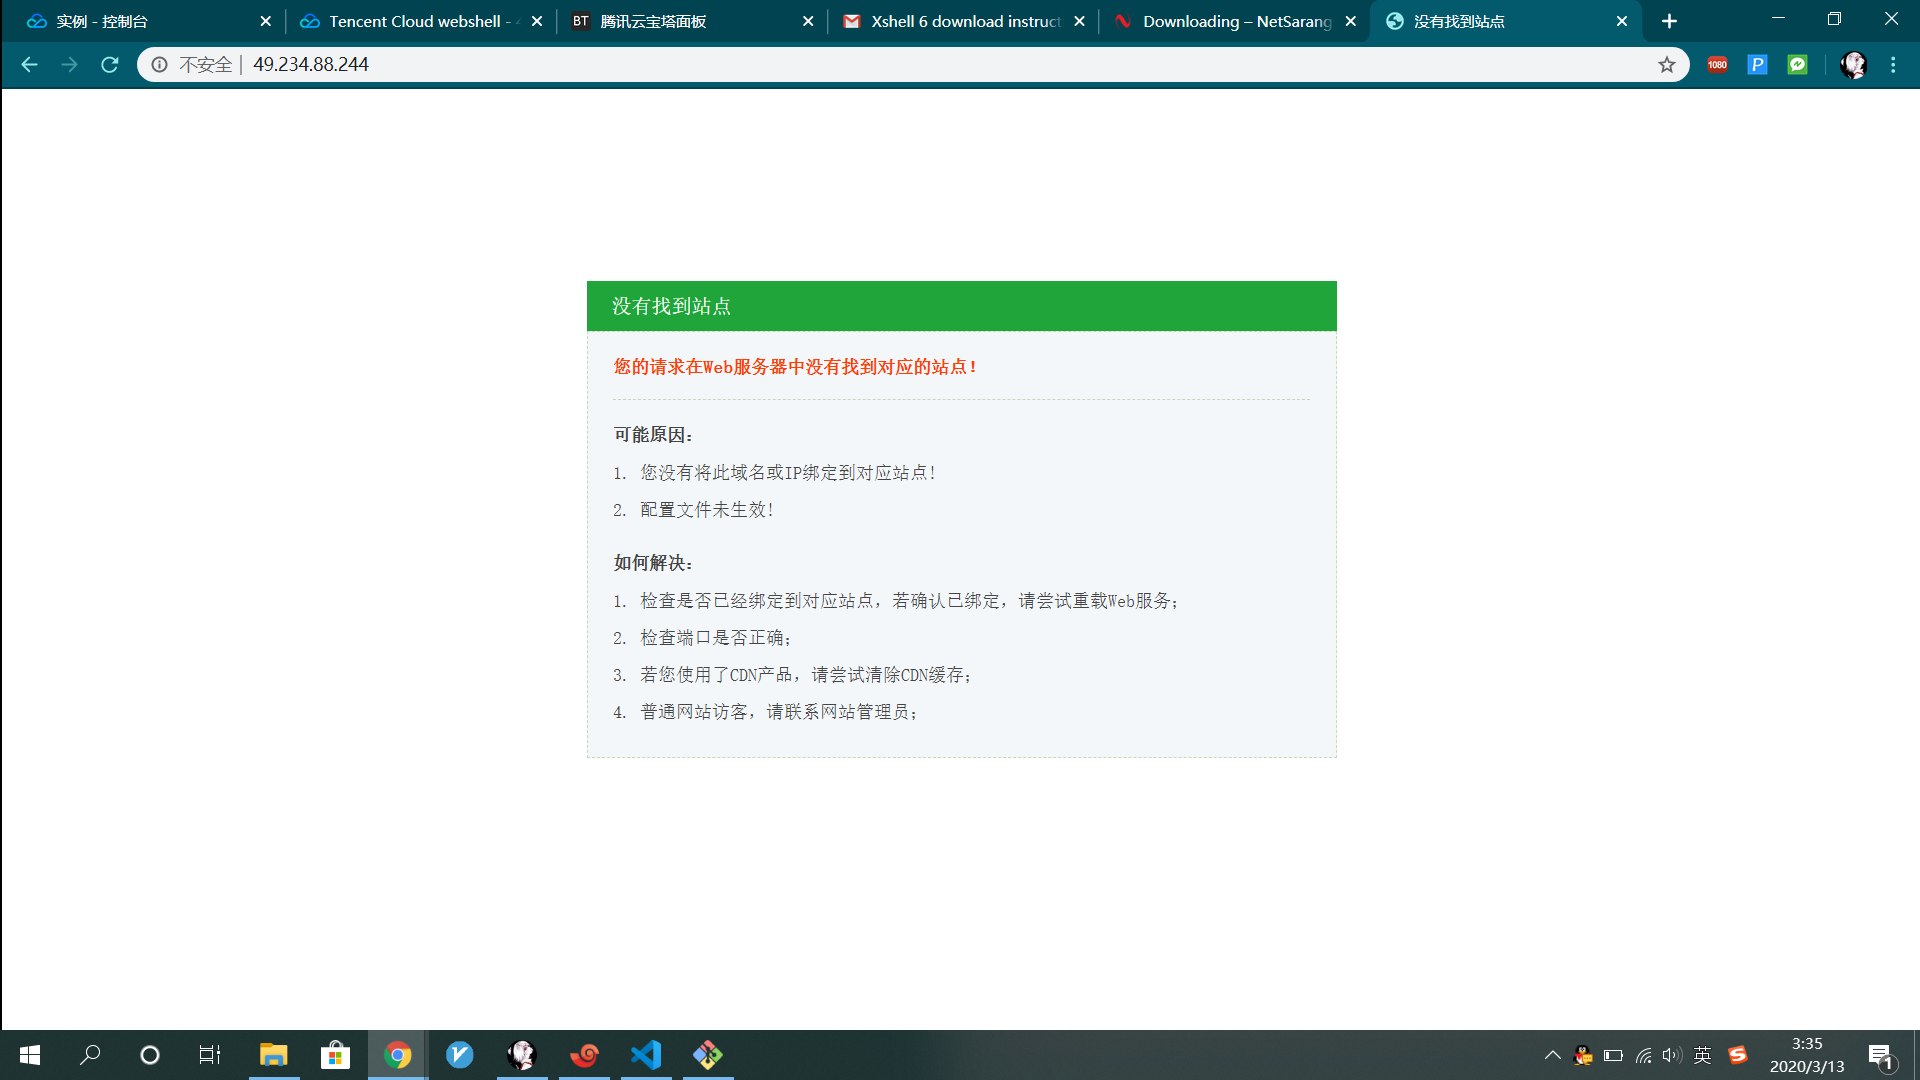 实例 - 控制台
Tencent Cloud webshell -
BT 腾讯云宝塔面板
Xshell 6 download instruct
Downloading – NetSarang
没有找到站点
不安全 | 49.234.88.244
1080
P
没有找到站点
您的请求在Web服务器中没有找到对应的站点！
可能原因：
1. 您没有将此域名或IP绑定到对应站点!
2. 配置文件未生效!
如何解决：
1. 检查是否已经绑定到对应站点，若确认已绑定，请尝试重载Web服务；
2. 检查端口是否正确；
3. 若您使用了CDN产品，请尝试清除CDN缓存；
4. 普通网站访客，请联系网站管理员；
英
3:35
2020/3/13
1